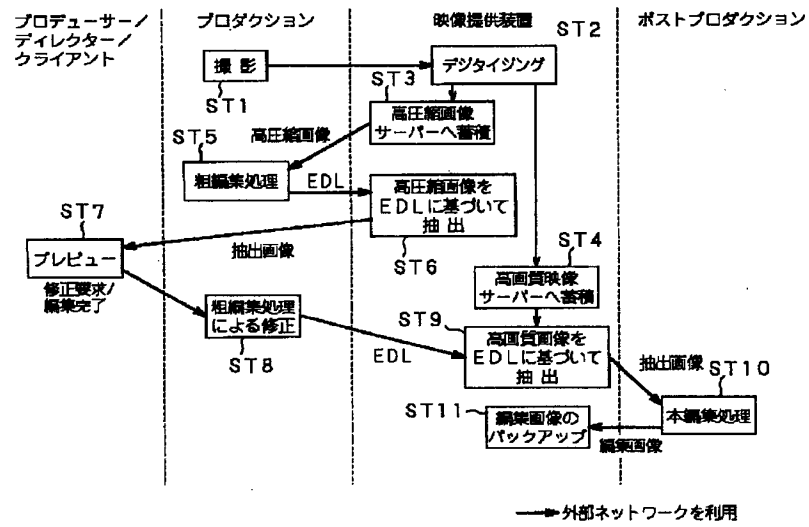 プロデューサー／
ディレクター／
クライアント
プロダクション
映像提供装置
ポストプロダクション
撮 影
ST1
デジタイジング
ST2
ST3
高圧縮画像
サーバーへ蓄積
高圧縮画像
ST5
粗編集処理
EDL
高圧縮画像を
EDLに基づいて
抽 出
ST6
抽出画像
ST7
プレビュー
修正要求/
編集完了
ST4
高画質映像
サーバーへ蓄積
粗編集処理
による修正
ST8
EDL
ST9
高画質画像を
EDLに基づいて
抽 出
抽出画像
ST10
本編集処理
編集画像
ST11
編集画像の
バックアップ
外部ネットワークを利用